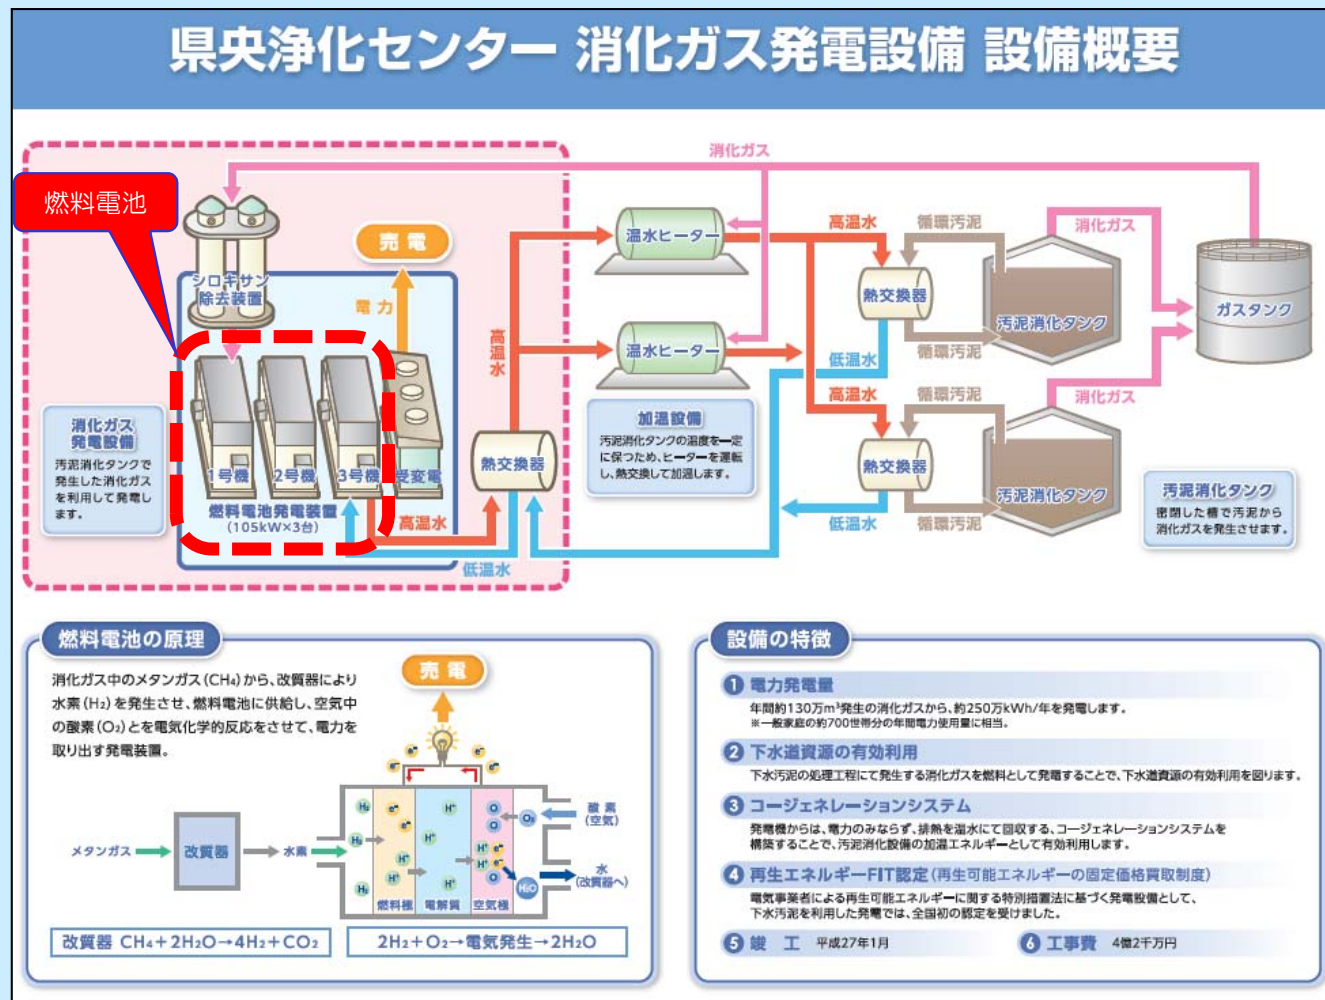 県央浄化センター 消化ガス発電設備 設備概要
消化ガス
燃料電池
シロキサン
除去装置
売電
電力
消化ガス
発電設備
汚泥消化タンクで
発生した消化ガス
を利用して発電し
ます。
1号機
2号機
3号機
受変電
燃料電池発電装置
(105kW×3台)
高温水
低温水
高温水
熱交換器
温水ヒーター
温水ヒーター
加温設備
汚泥消化タンクの温度を一定
に保つため、ヒーターを運転
し、熱交換して加温します。
高温水
循環汚泥
熱交換器
低温水
循環汚泥
汚泥消化タンク
消化ガス
高温水
循環汚泥
熱交換器
低温水
循環汚泥
汚泥消化タンク
消化ガス
ガスタンク
汚泥消化タンク
密閉した槽で汚泥から
消化ガスを発生させます。
燃料電池の原理
消化ガス中のメタンガス(CH₄)から、改質器により
水素(H₂)を発生させ、燃料電池に供給し、空気中
の酸素(O₂)とを電気化学的反応をさせて、電力を
取り出す発電装置。
売電
e⁻ e⁻ e⁻ e⁻
メタンガス
改質器
水素
H₂ H₂ H₂
e⁻ e⁻ H⁺ H⁺
H⁺ H⁺ H⁺
O O O O₂
H⁺ e⁻ H⁺ e⁻
H₂O
酸素
(空気)
水
(改質器へ)
燃料極
電解質
空気極
改質器 CH₄+2H₂O→4H₂+CO₂
2H₂+O₂→電気発生→2H₂O
設備の特徴
1 電力発電量
年間約130万m³発生の消化ガスから、約250万kWh/年を発電します。
※一般家庭の約700世帯分の年間電力使用量に相当。
2 下水道資源の有効利用
下水汚泥の処理工程にて発生する消化ガスを燃料として発電することで、下水道資源の有効利用を図ります。
3 コージェネレーションシステム
発電機からは、電力のみならず、排熱を温水にて回収する、コージェネレーションシステムを
構築することで、汚泥消化設備の加温エネルギーとして有効利用します。
4 再生エネルギーFIT認定(再生可能エネルギーの固定価格買取制度)
電気事業者による再生可能エネルギーに関する特別措置法に基づく発電設備として、
下水汚泥を利用した発電では、全国初の認定を受けました。
5 竣工 平成27年1月
6 工事費 4億2千万円